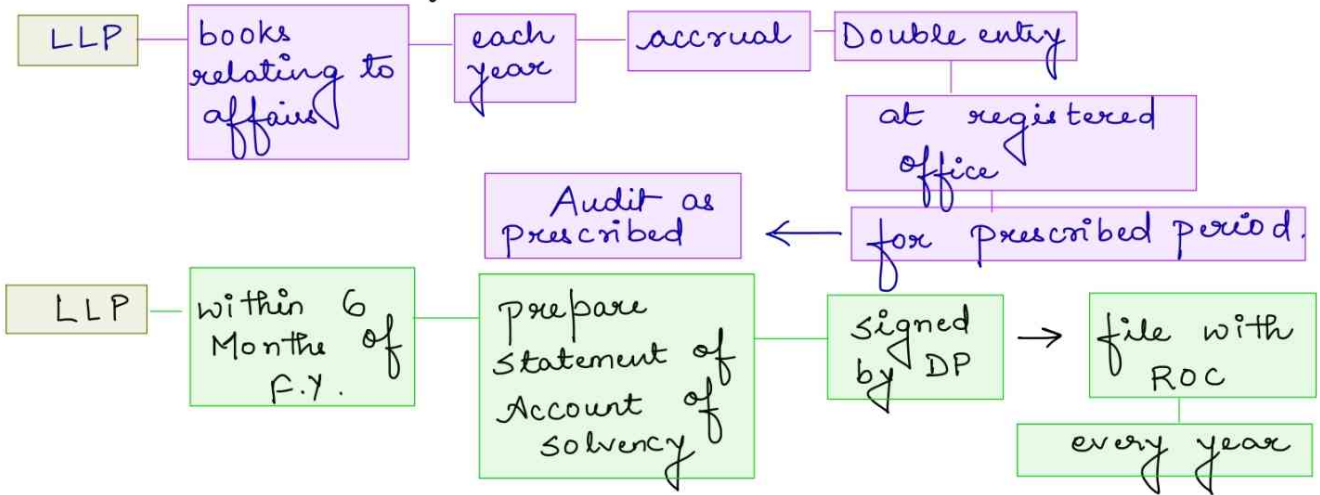 LLP
books
relating to
affairs
each
year
accrual
Double entry
at registered
office
for prescribed period.
Audit as
prescribed
LLP
within 6
Months of
F.Y.
prepare
statement of
Account of
solvency
signed
by DP
file with
ROC
every year